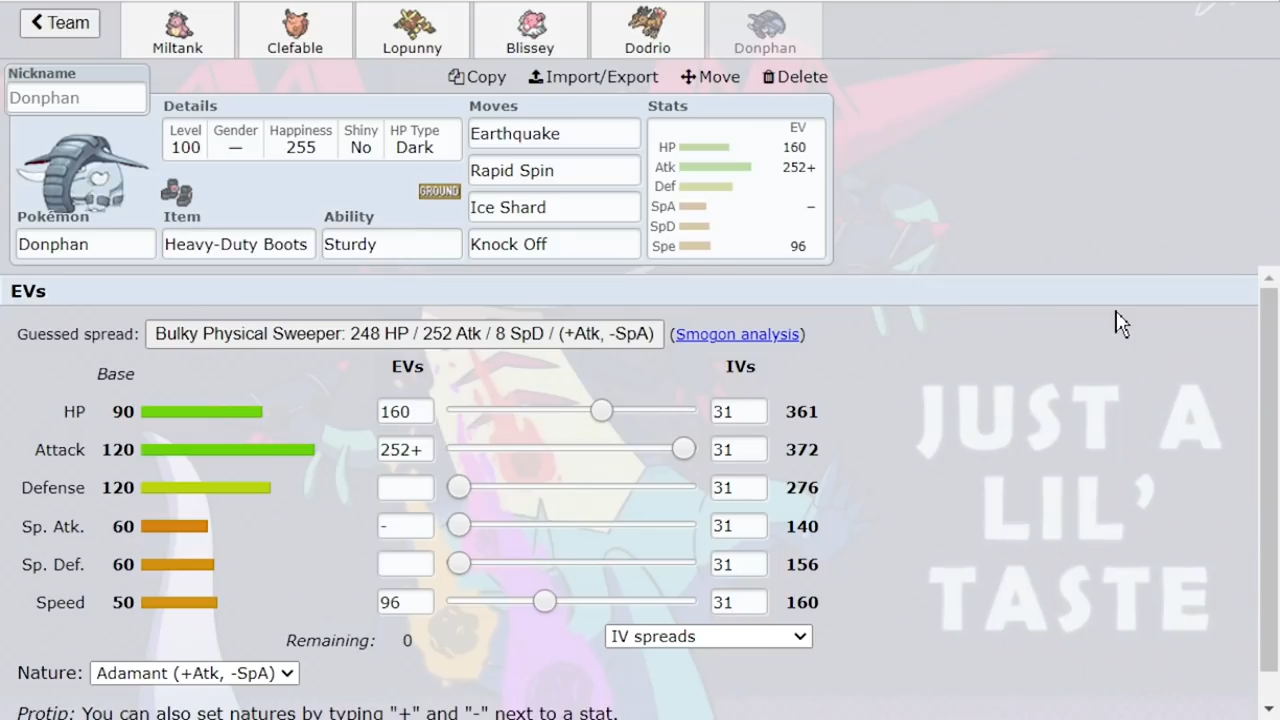 Team
Miltank
Clefable
Lopunny
Blissey
Dodrio
Donphan
Nickname
Donphan
Copy
Import/Export
Move
Delete
Details
Level Gender Happiness Shiny HP Type
100 — 255 No Dark
GROUND
Pokémon
Donphan
Item
Heavy-Duty Boots
Ability
Sturdy
Moves
Earthquake
Rapid Spin
Ice Shard
Knock Off
Stats
EV
HP 160
Atk 252+
Def
SpA –
SpD
Spe 96
EVs
Guessed spread: Bulky Physical Sweeper: 248 HP / 252 Atk / 8 SpD / (+Atk, -SpA) (Smogon analysis)
Base EVs IVs
HP 90 160 31 361
Attack 120 252+ 31 372
Defense 120 31 276
Sp. Atk. 60 - 31 140
Sp. Def. 60 31 156
Speed 50 96 31 160
Remaining: 0 IV spreads
Nature: Adamant (+Atk, -SpA)
Protip: You can also set natures by typing "+" and "-" next to a stat.
JUST A
LIL'
TASTE